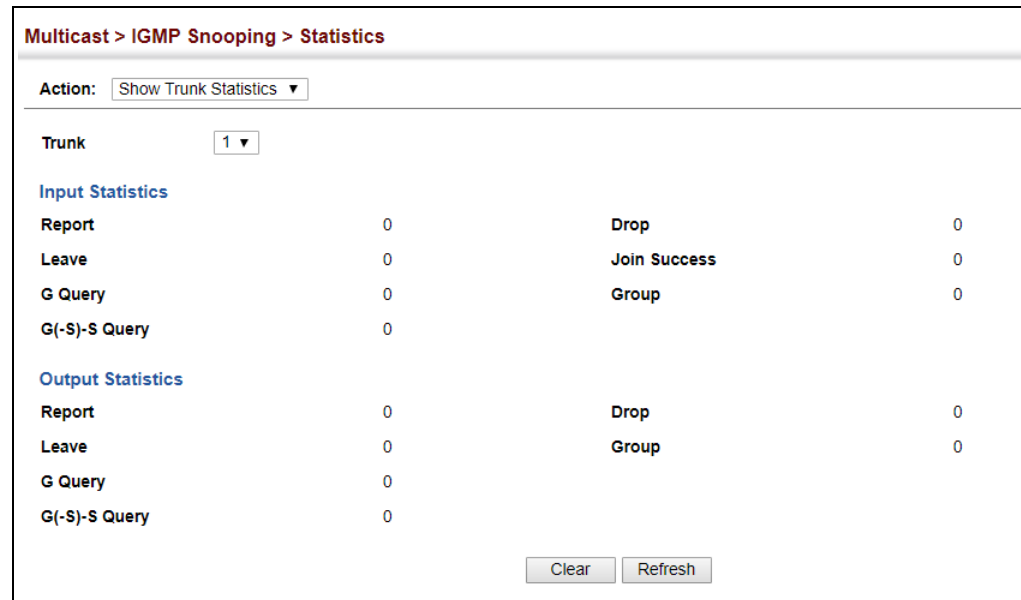 Multicast > IGMP Snooping > Statistics
Action: Show Trunk Statistics ▼
Trunk 1 ▼
Input Statistics
Report 0 Drop 0
Leave 0 Join Success 0
G Query 0 Group 0
G(-S)-S Query 0
Output Statistics
Report 0 Drop 0
Leave 0 Group 0
G Query 0
G(-S)-S Query 0
Clear Refresh